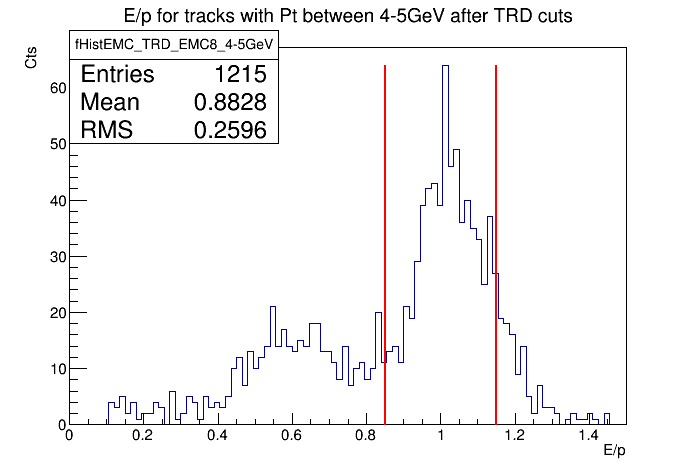 E/p for tracks with Pt between 4-5GeV after TRD cuts
fHistEMC_TRD_EMC8_4-5GeV
Entries 1215
Mean 0.8828
RMS 0.2596
Cts
60
50
40
30
20
10
0
0 0.2 0.4 0.6 0.8 1 1.2 1.4
E/p